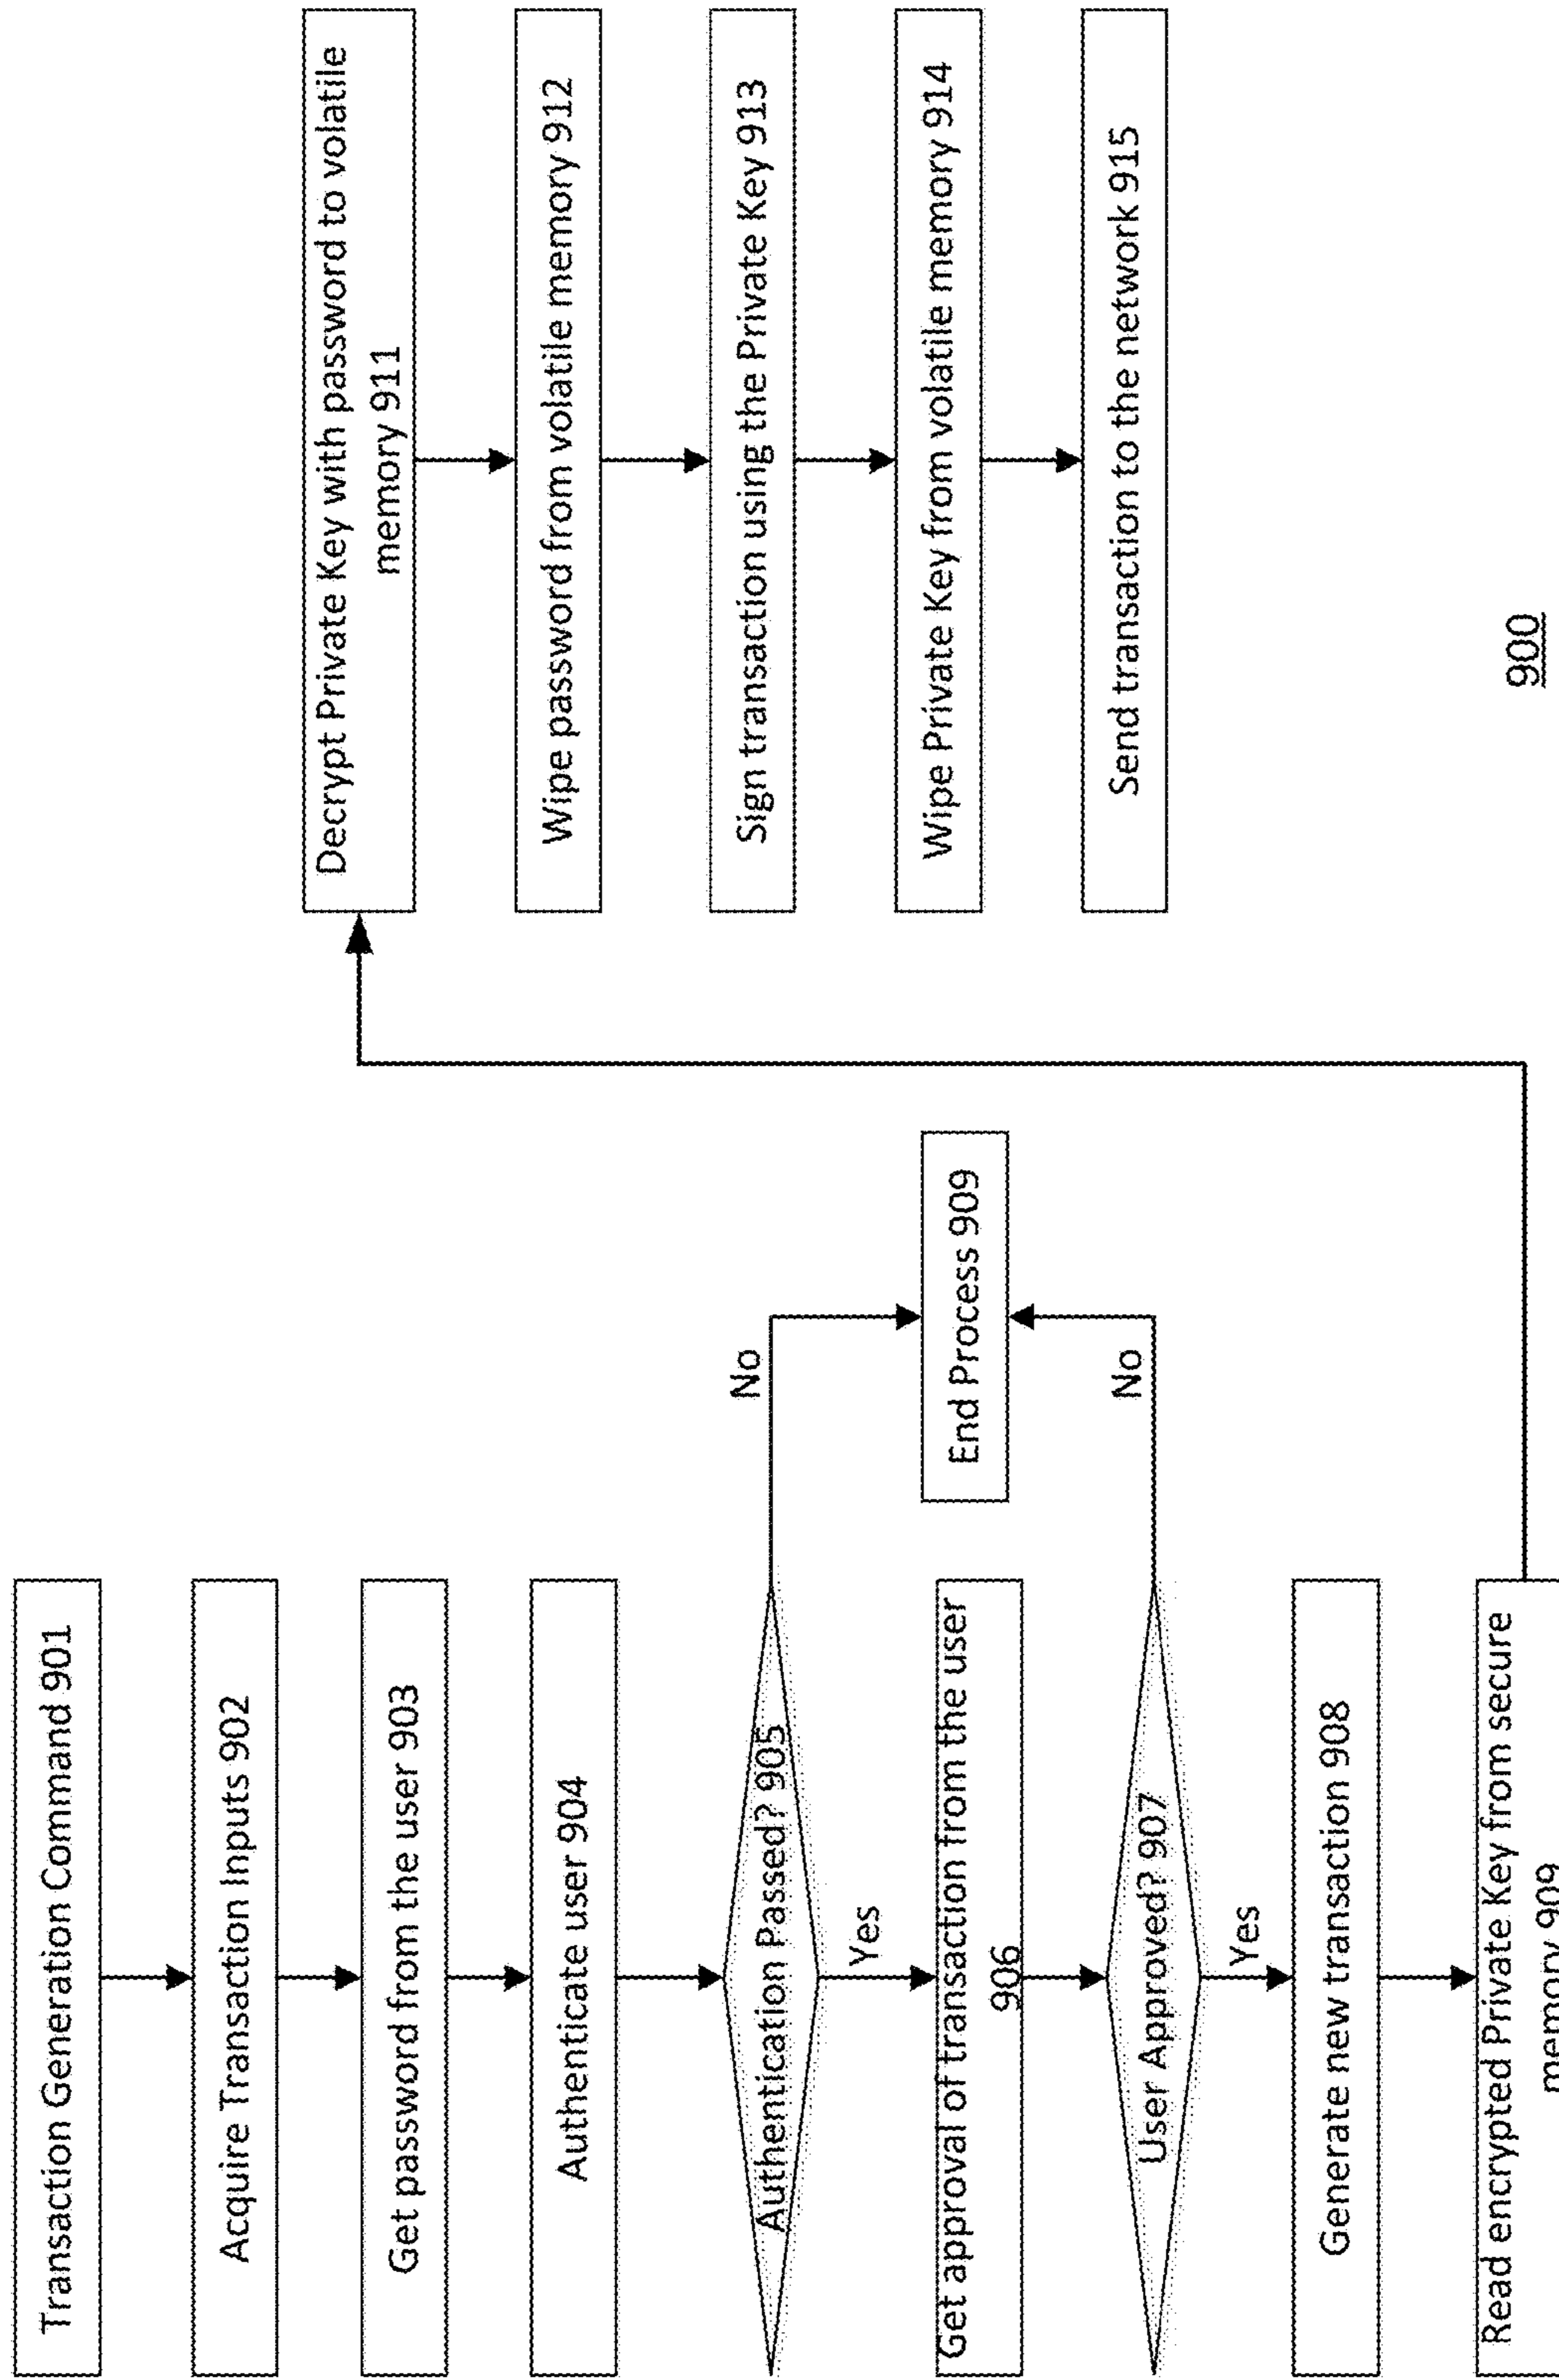 Transaction Generation Command 901
Acquire Transaction Inputs 902
Get password from the user 903
Authenticate user 904
Authentication Passed? 905
No
Yes
Get approval of transaction from the user
906
End Process 909
User Approved? 907
No
Yes
Generate new transaction 908
Read encrypted Private Key from secure
memory 909
Decrypt Private Key with password to volatile
memory 911
Wipe password from volatile memory 912
Sign transaction using the Private Key 913
Wipe Private Key from volatile memory 914
Send transaction to the network 915
900